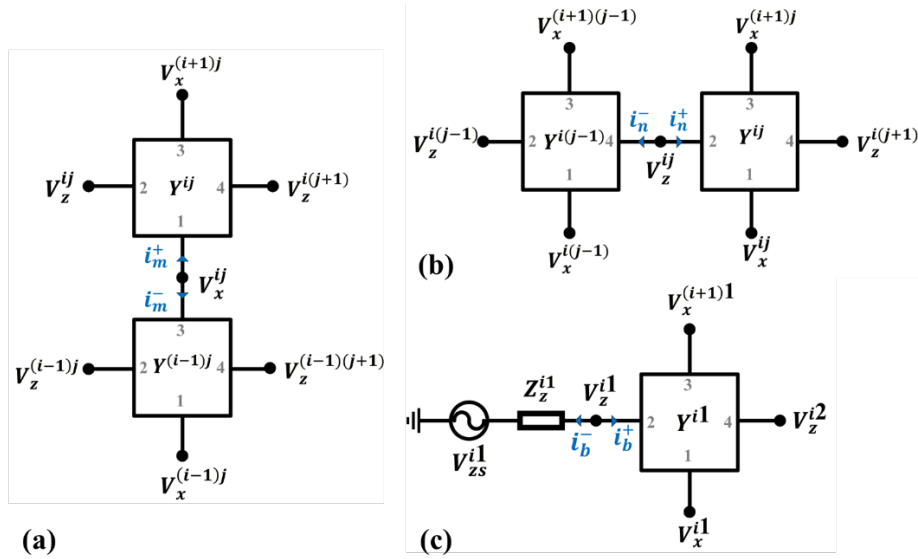 V_x^{(i+1)j}
3
V_z^{ij}
2
Y^{ij}
4
V_z^{i(j+1)}
1
i_m^+
V_x^{ij}
i_m^-
3
V_z^{(i-1)j}
2
Y^{(i-1)j}
4
V_z^{(i-1)(j+1)}
1
V_x^{(i-1)j}
(a)
V_x^{(i+1)(j-1)}
V_x^{(i+1)j}
3
3
V_z^{i(j-1)}
2
Y^{i(j-1)}
4
i_n^-
i_n^+
2
Y^{ij}
4
V_z^{i(j+1)}
V_z^{ij}
1
1
V_x^{i(j-1)}
V_x^{ij}
(b)
V_x^{(i+1)1}
3
Z_z^{i1}
V_z^{i1}
2
Y^{i1}
4
V_z^{i2}
i_b^-
i_b^+
V_{zs}^{i1}
1
V_x^{i1}
(c)